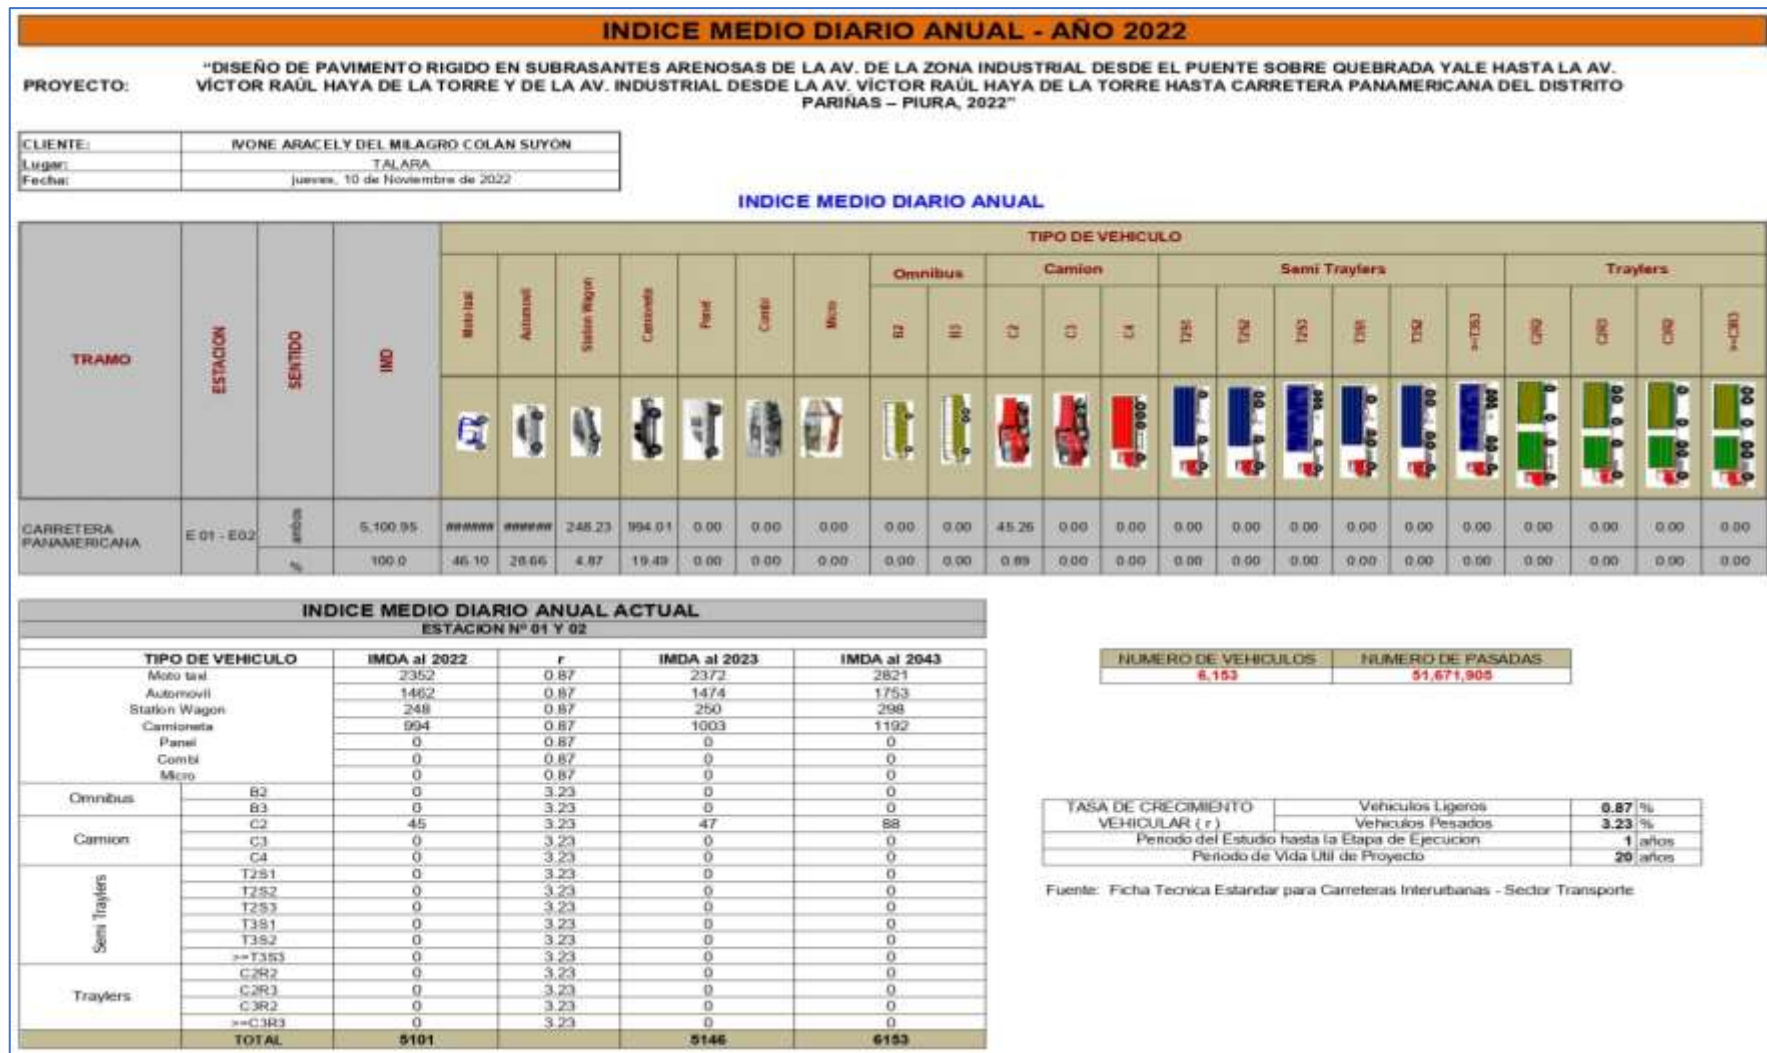 INDICE MEDIO DIARIO ANUAL - AÑO 2022
PROYECTO:
"DISEÑO DE PAVIMENTO RIGIDO EN SUBRASANTES ARENOSAS DE LA AV. DE LA ZONA INDUSTRIAL DESDE EL PUENTE SOBRE QUEBRADA YALE HASTA LA AV.
VÍCTOR RAÚL HAYA DE LA TORRE Y DE LA AV. INDUSTRIAL DESDE LA AV. VÍCTOR RAÚL HAYA DE LA TORRE HASTA CARRETERA PANAMERICANA DEL DISTRITO
PARIÑAS – PIURA, 2022"
CLIENTE: IVONE ARACELY DEL MILAGRO COLÁN SUYÓN
Lugar: TALARA
Fecha: jueves, 10 de Noviembre de 2022
INDICE MEDIO DIARIO ANUAL
TRAMO ESTACION SENTIDO IMD TIPO DE VEHICULO
Omnibus Camion Semi Traylers Traylers
Moto taxi Automovil Station Wagon Camioneta Panel Combi Micro B2 B3 C2 C3 C4 T2S1 T2S2 T2S3 T3S1 T3S2 >=T3S3 C2R2 C2R3 C3R2 >=C3R3
CARRETERA PANAMERICANA E 01 - E02 ambos 5,100.95 ###### ###### 248.23 994.01 0.00 0.00 0.00 0.00 0.00 45.26 0.00 0.00 0.00 0.00 0.00 0.00 0.00 0.00 0.00 0.00 0.00 0.00
% 100.0 46.10 28.66 4.87 19.49 0.00 0.00 0.00 0.00 0.00 0.89 0.00 0.00 0.00 0.00 0.00 0.00 0.00 0.00 0.00 0.00 0.00 0.00
INDICE MEDIO DIARIO ANUAL ACTUAL
ESTACION Nº 01 Y 02
TIPO DE VEHICULO IMDA al 2022 r IMDA al 2023 IMDA al 2043
Moto taxi 2352 0.87 2372 2821
Automovil 1462 0.87 1474 1753
Station Wagon 248 0.87 250 298
Camioneta 994 0.87 1003 1192
Panel 0 0.87 0 0
Combi 0 0.87 0 0
Micro 0 0.87 0 0
Omnibus B2 0 3.23 0 0
B3 0 3.23 0 0
Camion C2 45 3.23 47 88
C3 0 3.23 0 0
C4 0 3.23 0 0
Semi Traylers T2S1 0 3.23 0 0
T2S2 0 3.23 0 0
T2S3 0 3.23 0 0
T3S1 0 3.23 0 0
T3S2 0 3.23 0 0
>=T3S3 0 3.23 0 0
Traylers C2R2 0 3.23 0 0
C2R3 0 3.23 0 0
C3R2 0 3.23 0 0
>=C3R3 0 3.23 0 0
TOTAL 5101 5146 6153
NUMERO DE VEHICULOS NUMERO DE PASADAS
6,153 51,671,905
TASA DE CRECIMIENTO VEHICULAR ( r ) Vehiculos Ligeros 0.87 %
Vehiculos Pesados 3.23 %
Periodo del Estudio hasta la Etapa de Ejecucion 1 años
Periodo de Vida Util de Proyecto 20 años
Fuente: Ficha Tecnica Estandar para Carreteras Interurbanas - Sector Transporte